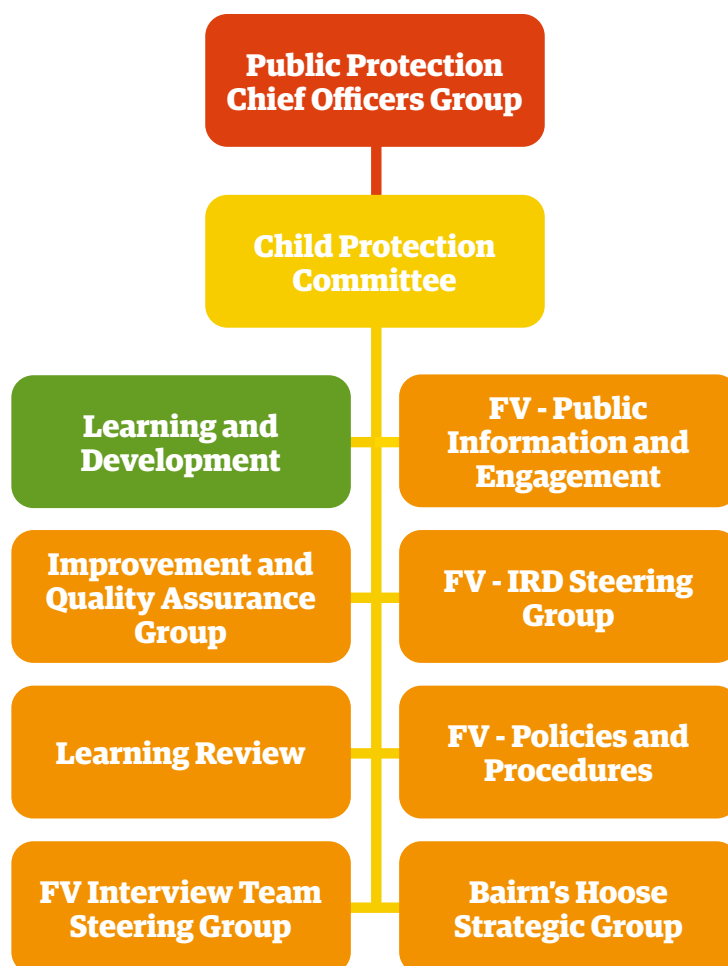 Public Protection
Chief Officers Group
Child Protection
Committee
Learning and
Development
FV - Public
Information and
Engagement
Improvement and
Quality Assurance
Group
FV - IRD Steering
Group
Learning Review
FV - Policies and
Procedures
FV Interview Team
Steering Group
Bairn's Hoose
Strategic Group